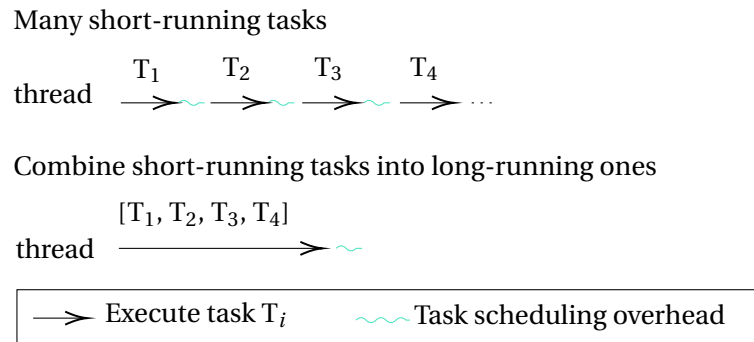 Many short-running tasks
T₁ T₂ T₃ T₄
thread ...
Combine short-running tasks into long-running ones
[T₁, T₂, T₃, T₄]
thread
Execute task Tᵢ Task scheduling overhead